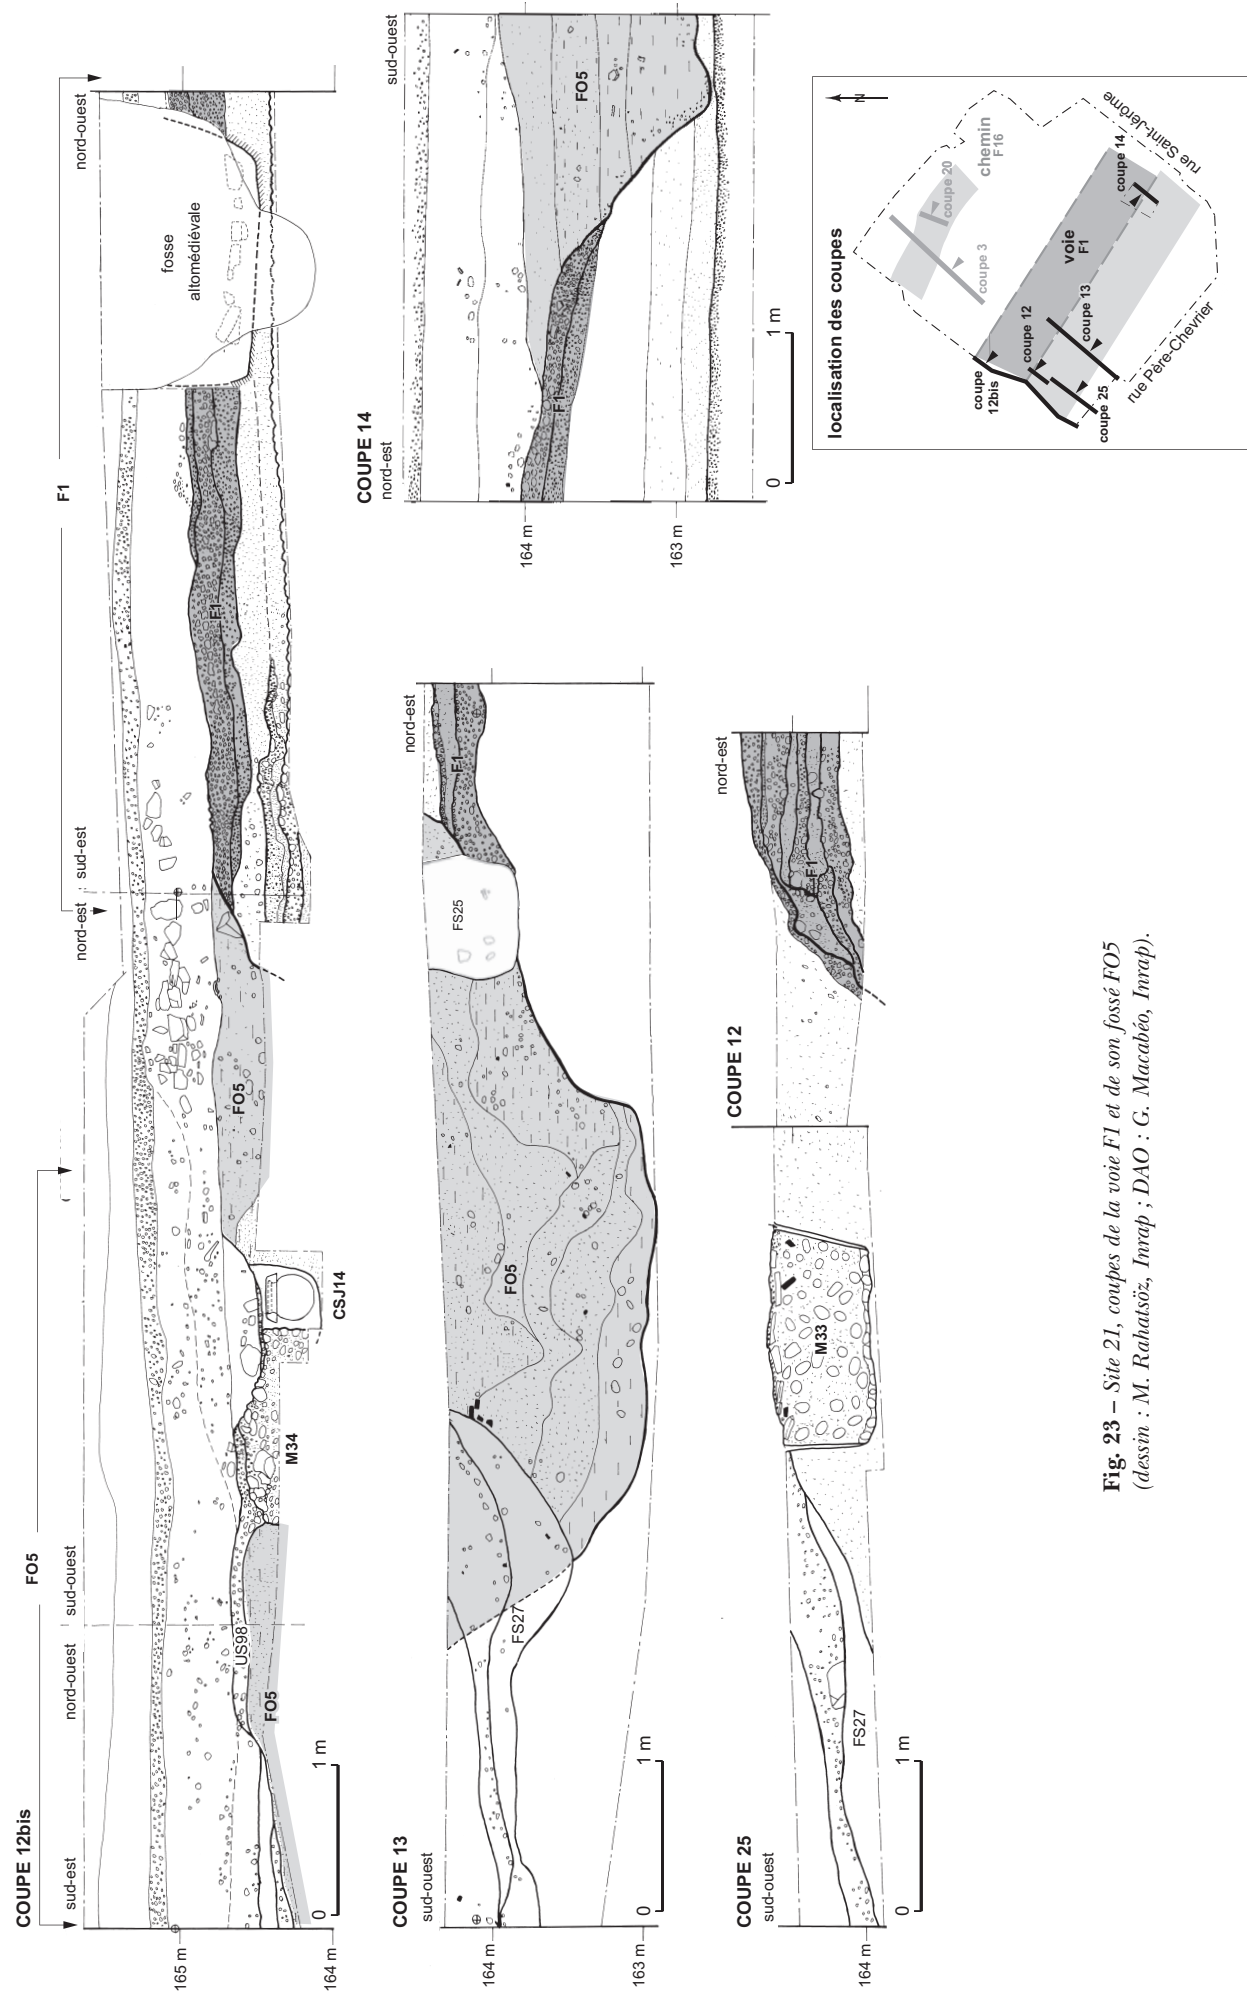 COUPE 12bis
FO5
F1
sud-est
nord-ouest
sud-ouest
nord-est
sud-est
nord-ouest
fosse
altomédiévale
F1
FO5
US98
FO5
M34
CSJ14
165 m
164 m
0
1 m
COUPE 13
sud-ouest
nord-est
F1
FS25
FO5
FS27
164 m
163 m
0
1 m
COUPE 14
nord-est
sud-ouest
F1
FO5
164 m
163 m
0
1 m
COUPE 25
sud-ouest
FS27
M33
164 m
0
1 m
COUPE 12
nord-est
F1
localisation des coupes
N
coupe 3
coupe 20
chemin
F16
voie
F1
coupe
12bis
coupe 12
coupe 13
coupe 14
coupe 25
rue Saint-Jérôme
rue Père-Chevrier
Fig. 23 – Site 21, coupes de la voie F1 et de son fossé FO5
(dessin : M. Rahatsöz, Inrap ; DAO : G. Macabéo, Inrap).